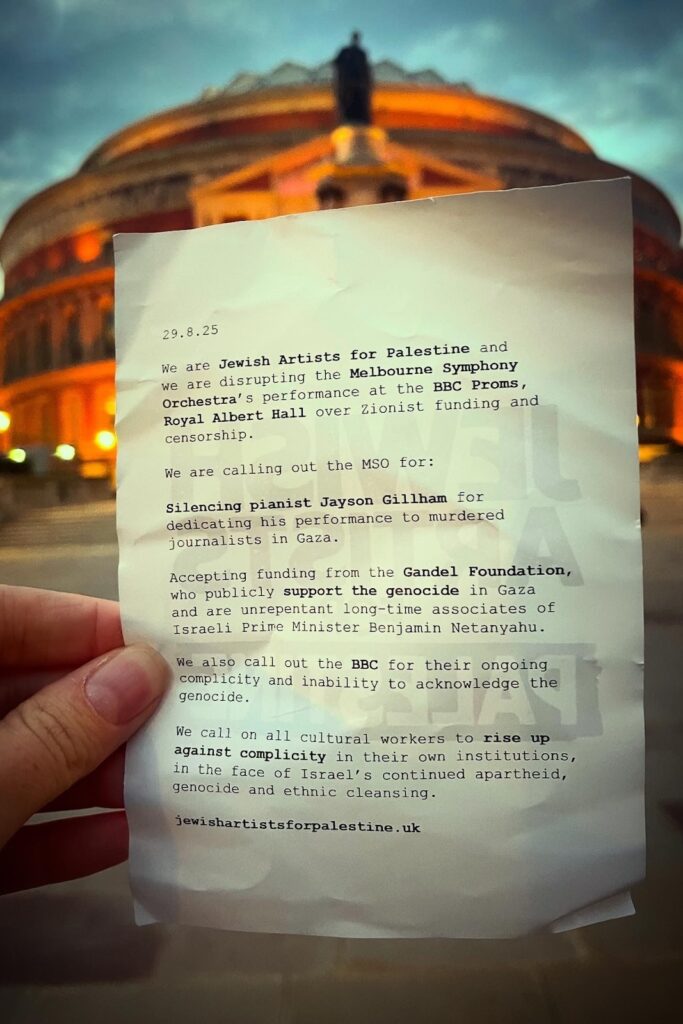 29.8.25
We are Jewish Artists for Palestine and
we are disrupting the Melbourne Symphony
Orchestra's performance at the BBC Proms,
Royal Albert Hall over Zionist funding and
censorship.
We are calling out the MSO for:
Silencing pianist Jayson Gillham for
dedicating his performance to murdered
journalists in Gaza.
Accepting funding from the Gandel Foundation,
who publicly support the genocide in Gaza
and are unrepentant long-time associates of
Israeli Prime Minister Benjamin Netanyahu.
We also call out the BBC for their ongoing
complicity and inability to acknowledge the
genocide.
We call on all cultural workers to rise up
against complicity in their own institutions,
in the face of Israel's continued apartheid,
genocide and ethnic cleansing.
jewishartistsforpalestine.uk